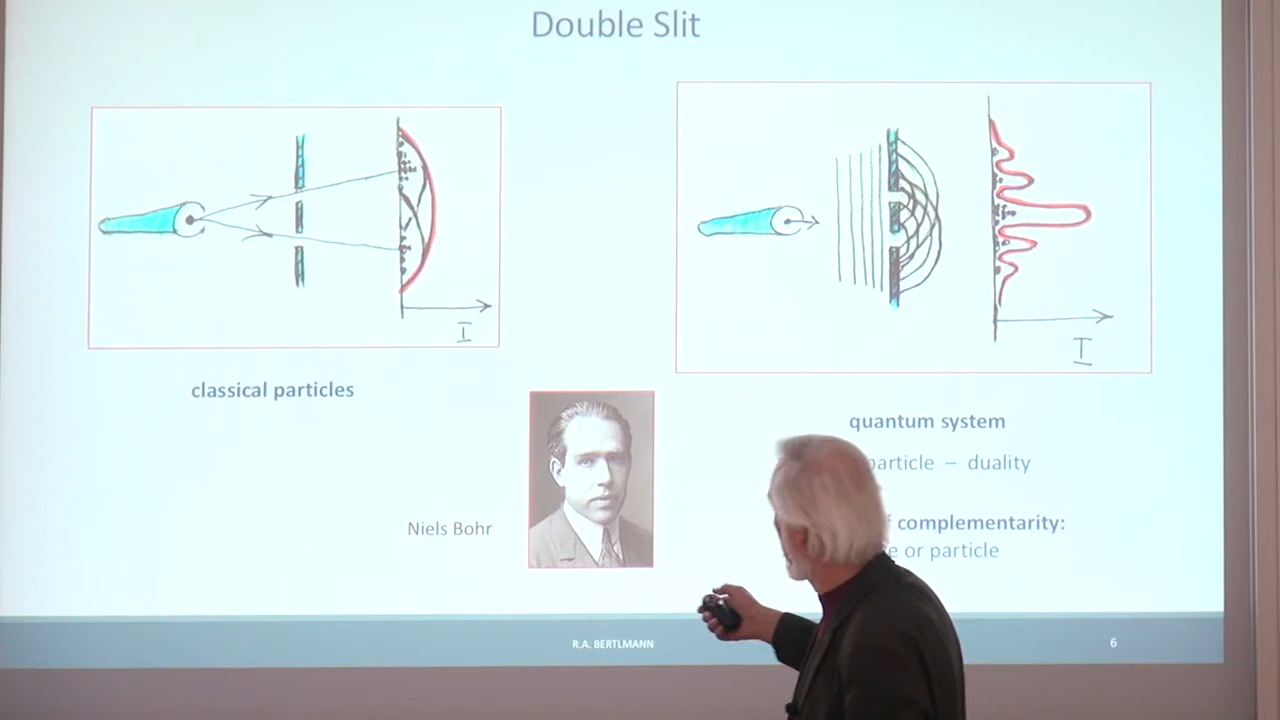 Double Slit
I
I
classical particles
quantum system
particle – duality
complementarity:
or particle
Niels Bohr
R.A. BERTLMANN
6